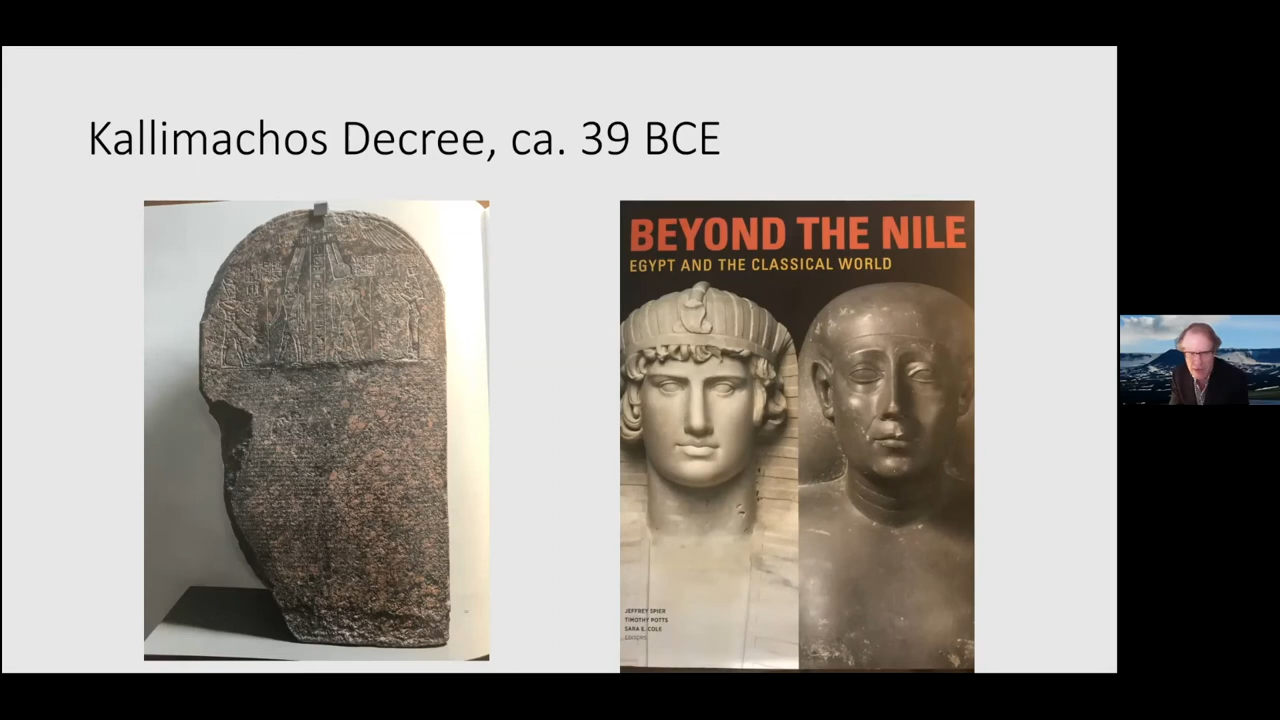 Kallimachos Decree, ca. 39 BCE
BEYOND THE NILE
EGYPT AND THE CLASSICAL WORLD
JEFFREY SPIER
TIMOTHY POTTS
SARA E. COLE
EDITORS